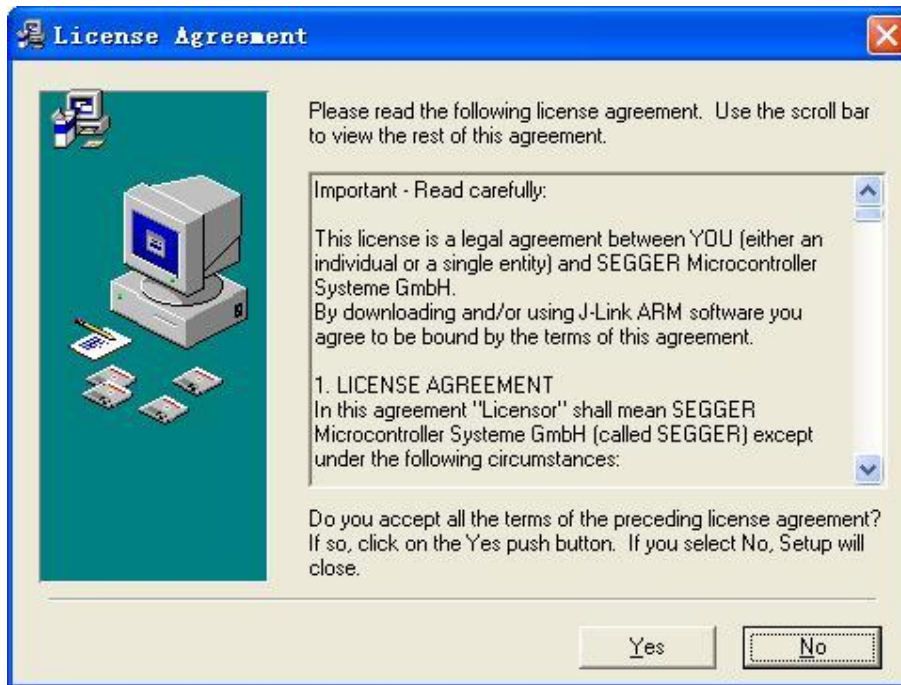 License Agreement
Please read the following license agreement. Use the scroll bar
to view the rest of this agreement.
Important - Read carefully:
This license is a legal agreement between YOU (either an
individual or a single entity) and SEGGER Microcontroller
Systeme GmbH.
By downloading and/or using J-Link ARM software you
agree to be bound by the terms of this agreement.
1. LICENSE AGREEMENT
In this agreement "Licensor" shall mean SEGGER
Microcontroller Systeme GmbH (called SEGGER) except
under the following circumstances:
Do you accept all the terms of the preceding license agreement?
If so, click on the Yes push button. If you select No, Setup will
close.
Yes
No